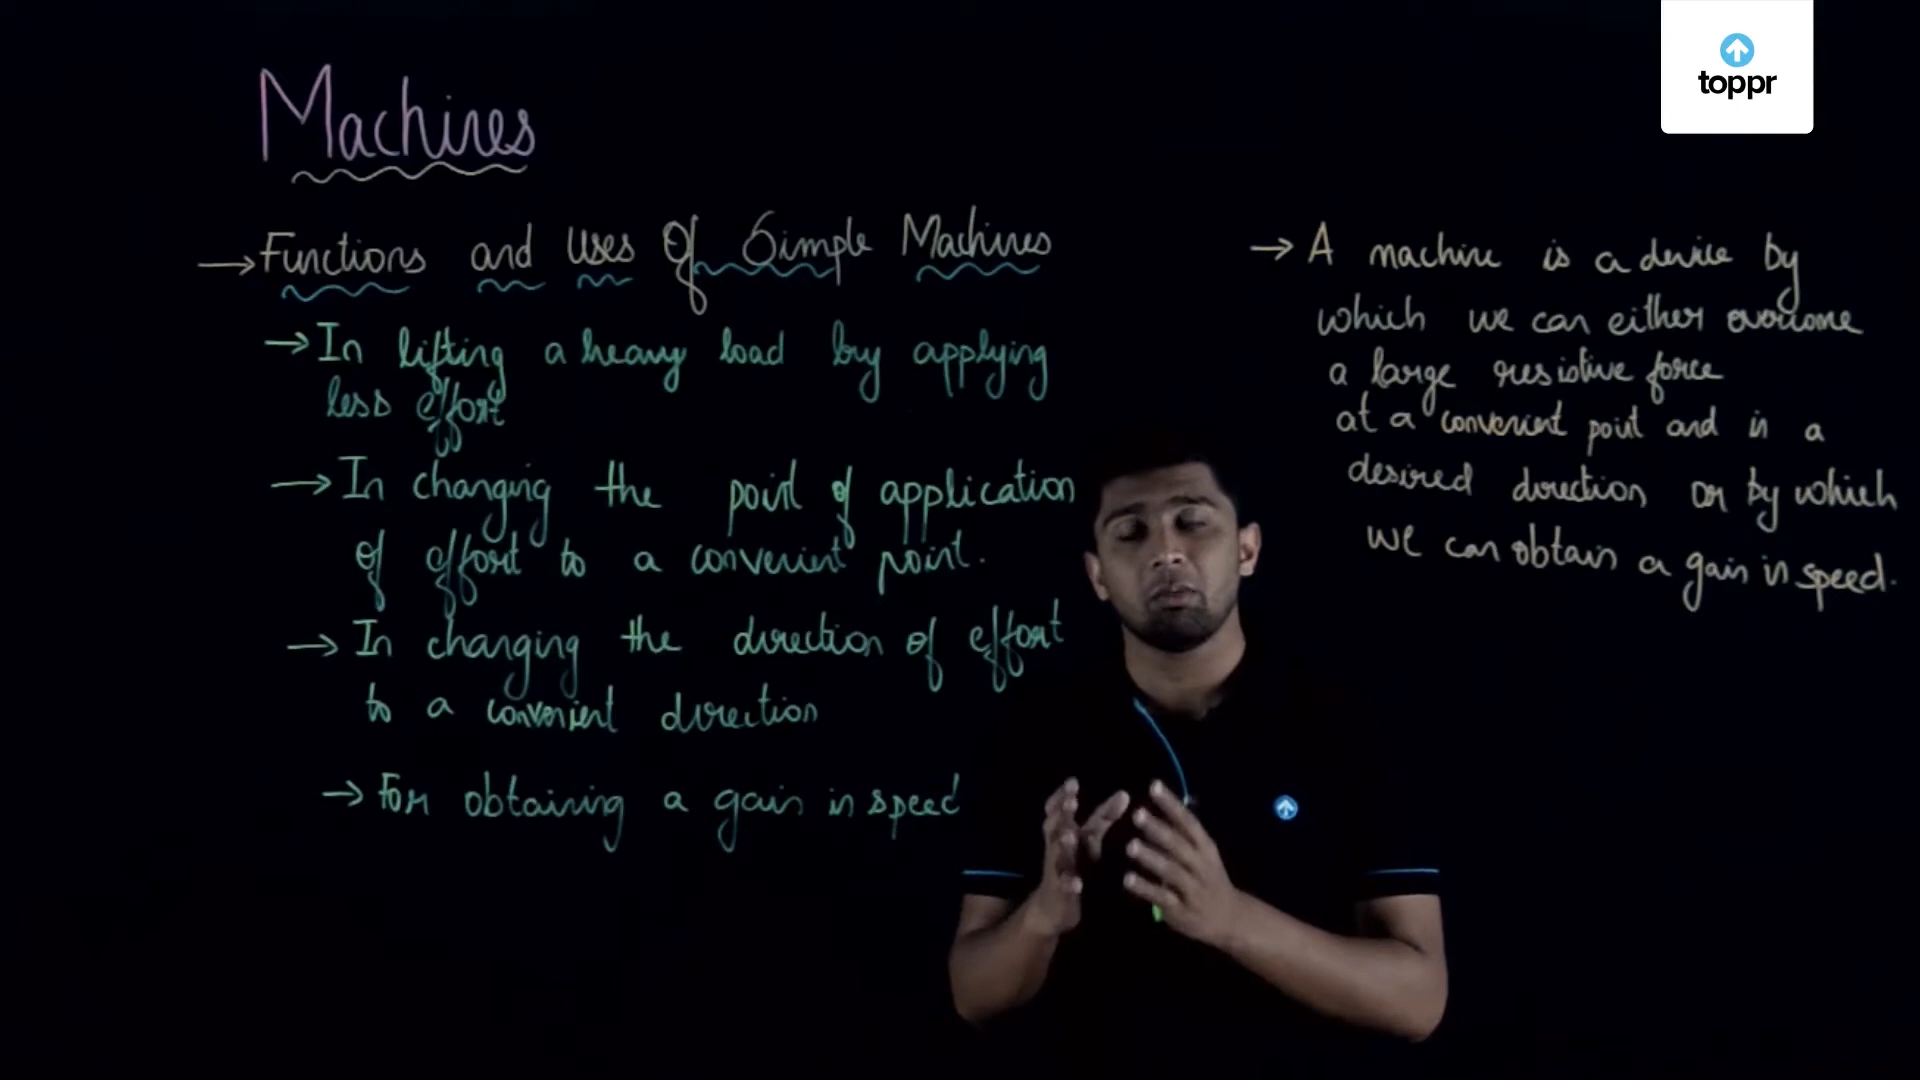 toppr
Machines
→ Functions and Uses Of Simple Machines
→ In lifting a heavy load by applying
less effort
→ In changing the point of application
of effort to a convenient point.
→ In changing the direction of effort
to a convenient direction
→ For obtaining a gain in speed
→ A machine is a device by
which we can either overcome
a large resistive force
at a convenient point and in a
desired direction or by which
we can obtain a gain in speed.